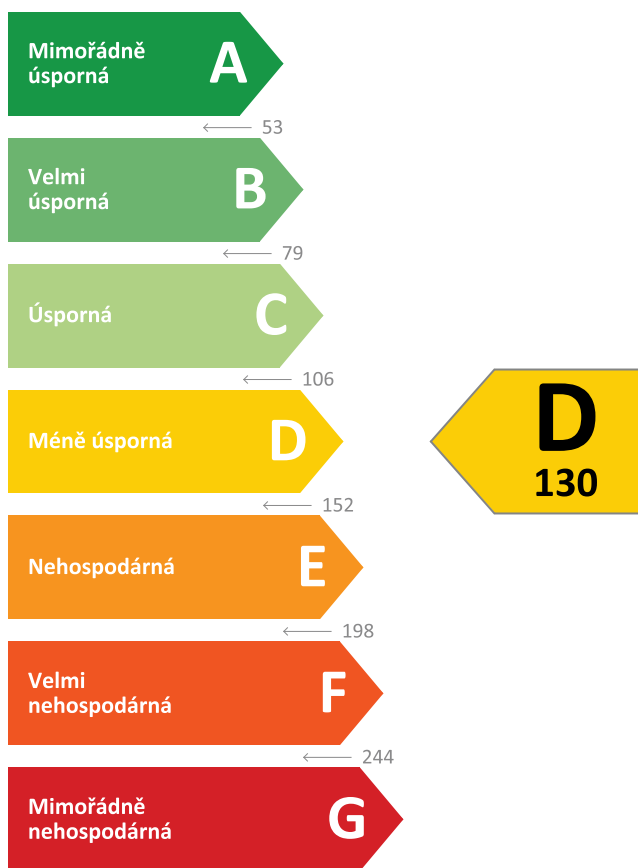 Mimořádně
úsporná
A
53
Velmi
úsporná
B
79
Úsporná
C
106
Méně úsporná
D
D
130
152
Nehospodárná
E
198
Velmi
nehospodárná
F
244
Mimořádně
nehospodárná
G